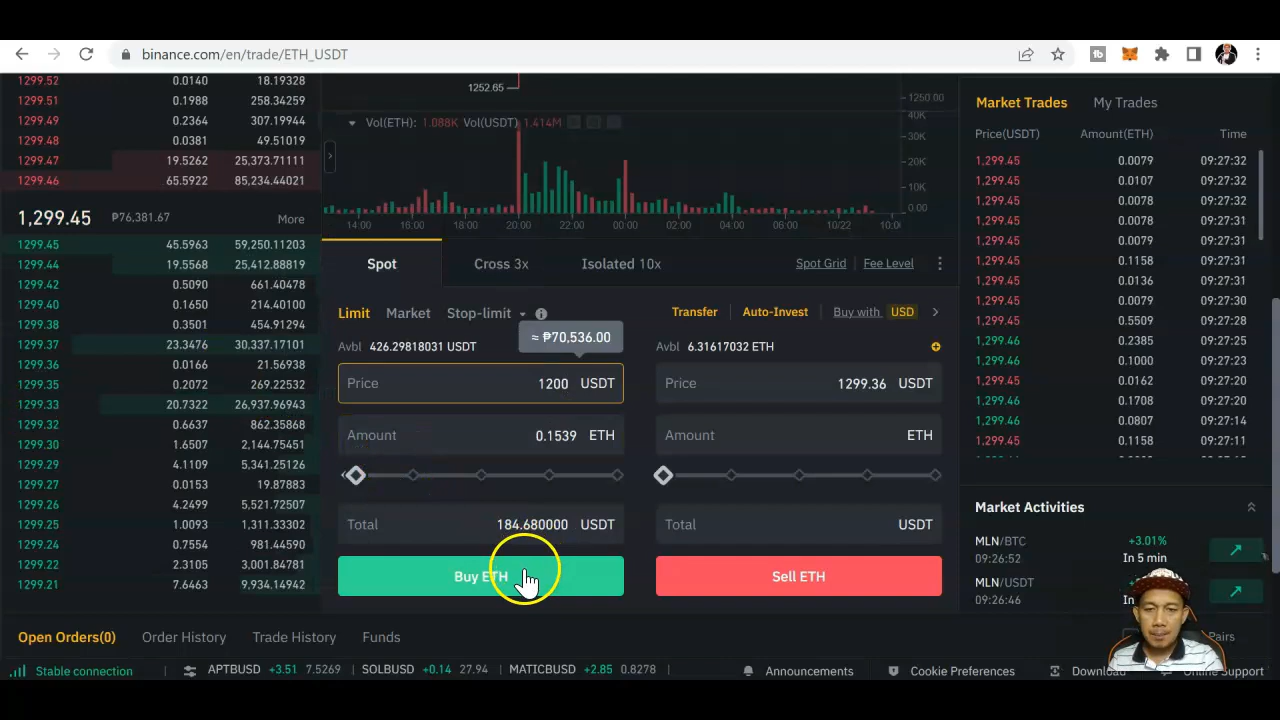 binance.com/en/trade/ETH_USDT
1299.52 0.0140 18.19328
1299.51 0.1988 258.34259
1299.49 0.2364 307.19944
1299.48 0.0381 49.51019
1299.47 19.5262 25,373.71111
1299.46 65.5922 85,234.44021
1,299.45 ₱76,381.67 More
1299.45 45.5963 59,250.11203
1299.44 19.5568 25,412.88819
1299.42 0.5090 661.40478
1299.40 0.1650 214.40100
1299.38 0.3501 454.91294
1299.37 23.3476 30,337.17101
1299.36 0.0166 21.56938
1299.35 0.2072 269.22532
1299.33 20.7322 26,937.96943
1299.32 0.6637 862.35868
1299.30 1.6507 2,144.75451
1299.29 4.1109 5,341.25126
1299.27 0.0153 19.87883
1299.26 4.2499 5,521.72507
1299.25 1.0093 1,311.33302
1299.24 0.7554 981.44590
1299.22 2.3105 3,001.84781
1299.21 7.6463 9,934.14942
1252.65
1250.00
Vol(ETH): 1.088K Vol(USDT) 1.414M
40K
30K
20K
10K
0.00
14:00 16:00 18:00 20:00 22:00 00:00 02:00 04:00 06:00 10/22 10:0
Spot Cross 3x Isolated 10x Spot Grid Fee Level
Limit Market Stop-limit
Transfer Auto-Invest Buy with USD
≈ ₱70,536.00
Avbl 426.29818031 USDT
Price 1200 USDT
Amount 0.1539 ETH
Total 184.680000 USDT
Buy ETH
Avbl 6.31617032 ETH
Price 1299.36 USDT
Amount ETH
Total USDT
Sell ETH
Market Trades My Trades
Price(USDT) Amount(ETH) Time
1,299.45 0.0079 09:27:32
1,299.45 0.0107 09:27:32
1,299.45 0.0078 09:27:32
1,299.45 0.0078 09:27:31
1,299.45 0.0079 09:27:31
1,299.45 0.1158 09:27:31
1,299.45 0.0136 09:27:31
1,299.45 0.0079 09:27:30
1,299.45 0.5509 09:27:28
1,299.46 0.2385 09:27:25
1,299.46 0.1000 09:27:23
1,299.45 0.0162 09:27:20
1,299.46 0.1708 09:27:20
1,299.46 0.0807 09:27:14
1,299.45 0.1158 09:27:11
Market Activities
MLN/BTC +3.01%
09:26:52 In 5 min
MLN/USDT
09:26:46 In
Open Orders(0) Order History Trade History Funds Pairs
Stable connection APTBUSD +3.51 7.5269 SOLBUSD +0.14 27.94 MATICBUSD +2.85 0.8278 Announcements Cookie Preferences Download Online Support